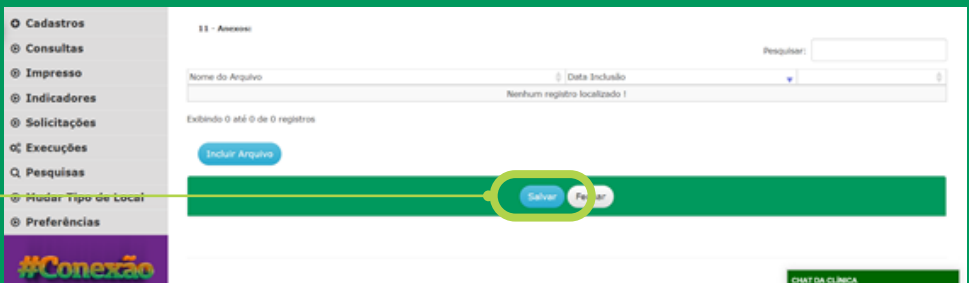 Cadastros
Consultas
Impresso
Indicadores
Solicitações
Execuções
Pesquisas
Mudar Tipo de Local
Preferências
#Conexão
11 - Anexos:
Pesquisar:
Nome do Arquivo Data Inclusão
Nenhum registro localizado !
Exibindo 0 até 0 de 0 registros
Incluir Arquivo
Salvar Fechar
CHAT DA CLÍNICA